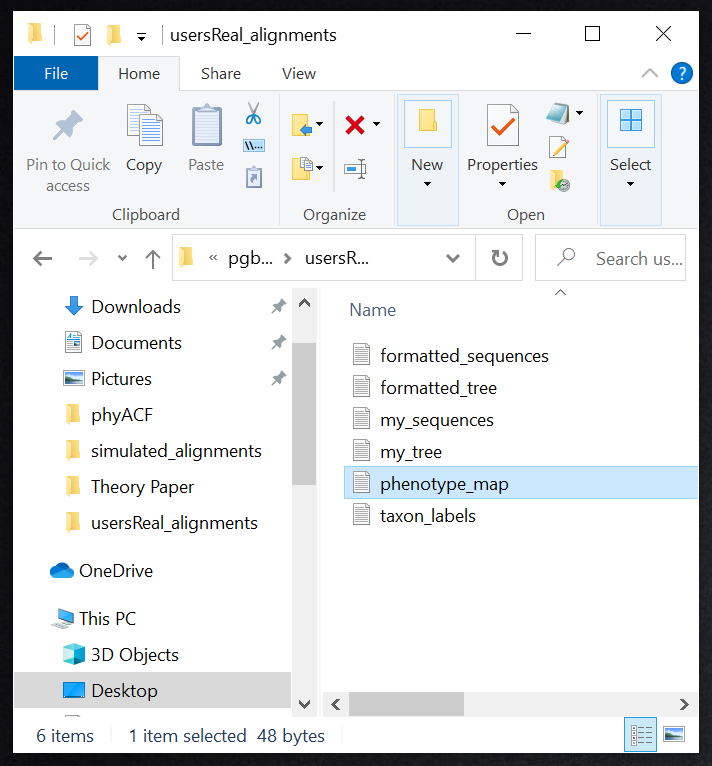 usersReal_alignments
File Home Share View
?
Pin to Quick access
Copy
Paste
\\...
Clipboard
Organize
New
Properties
Open
Select
« pgb... > usersR...
Search us...
Downloads
Documents
Pictures
phyACF
simulated_alignments
Theory Paper
usersReal_alignments
OneDrive
This PC
3D Objects
Desktop
Name
formatted_sequences
formatted_tree
my_sequences
my_tree
phenotype_map
taxon_labels
6 items 1 item selected 48 bytes